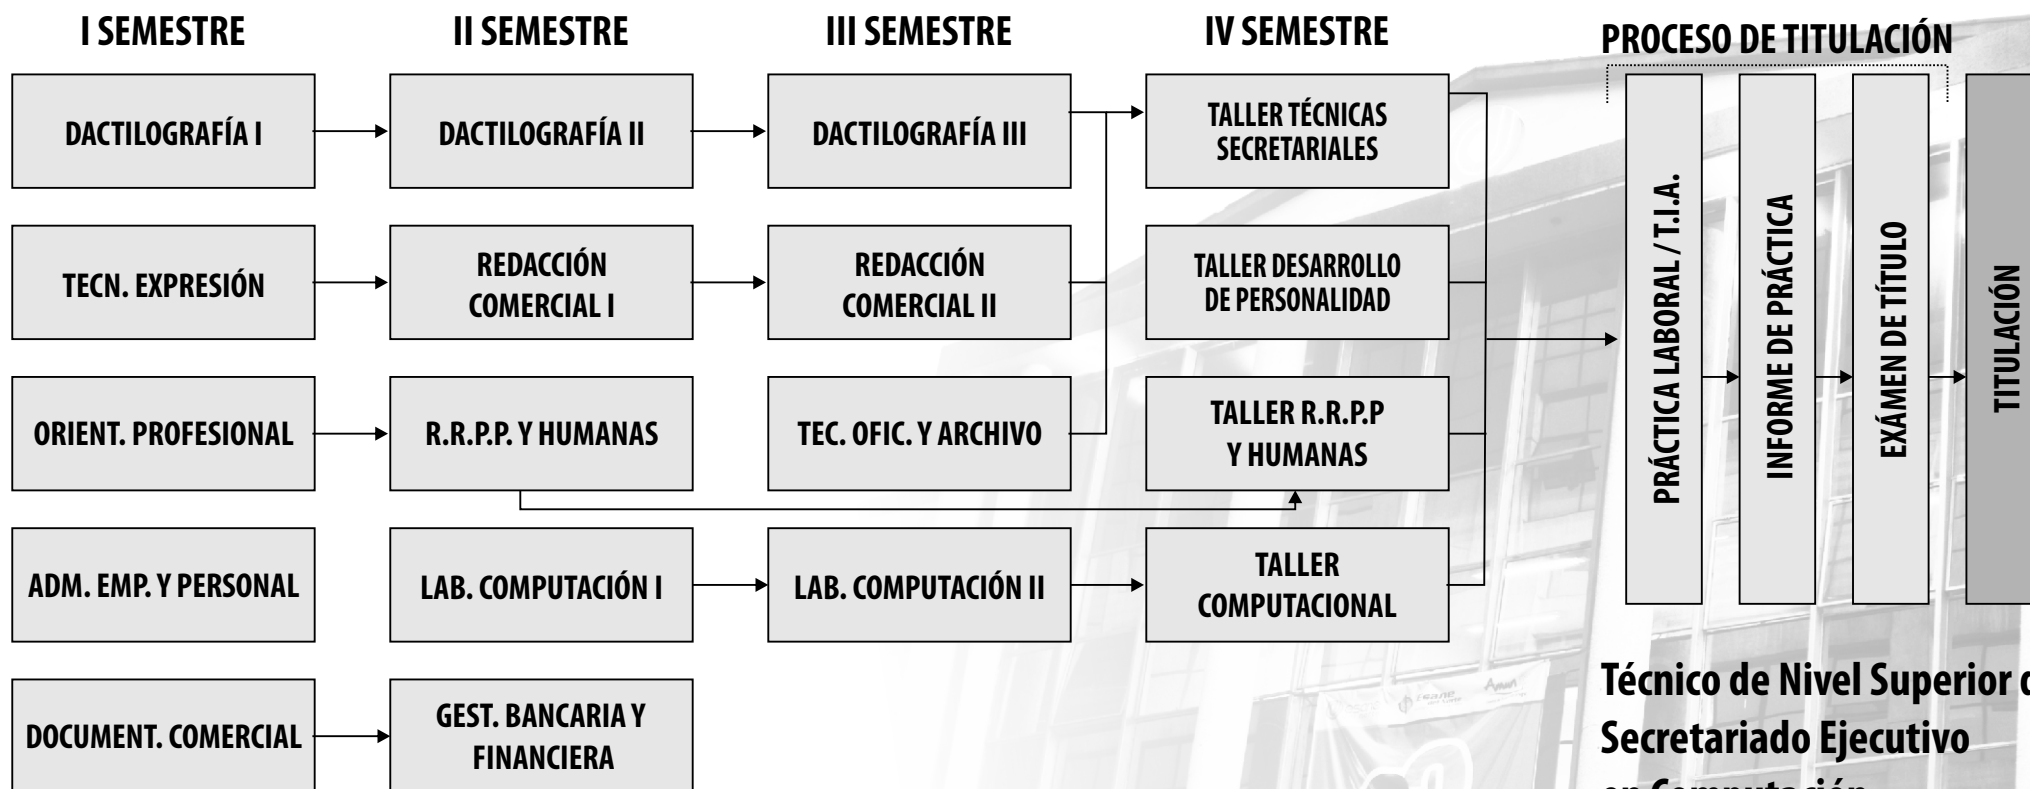 I SEMESTRE
II SEMESTRE
III SEMESTRE
IV SEMESTRE
PROCESO DE TITULACIÓN
DACTILOGRAFÍA I
DACTILOGRAFÍA II
DACTILOGRAFÍA III
TALLER TÉCNICAS
SECRETARIALES
TECN. EXPRESIÓN
REDACCIÓN
COMERCIAL I
REDACCIÓN
COMERCIAL II
TALLER DESARROLLO
DE PERSONALIDAD
ORIENT. PROFESIONAL
R.R.P.P. Y HUMANAS
TEC. OFIC. Y ARCHIVO
TALLER R.R.P.P
Y HUMANAS
ADM. EMP. Y PERSONAL
LAB. COMPUTACIÓN I
LAB. COMPUTACIÓN II
TALLER
COMPUTACIONAL
DOCUMENT. COMERCIAL
GEST. BANCARIA Y
FINANCIERA
PRÁCTICA LABORAL / T.I.A.
INFORME DE PRÁCTICA
EXÁMEN DE TÍTULO
TITULACIÓN
Técnico de Nivel Superior
Secretariado Ejecutivo
en Computación